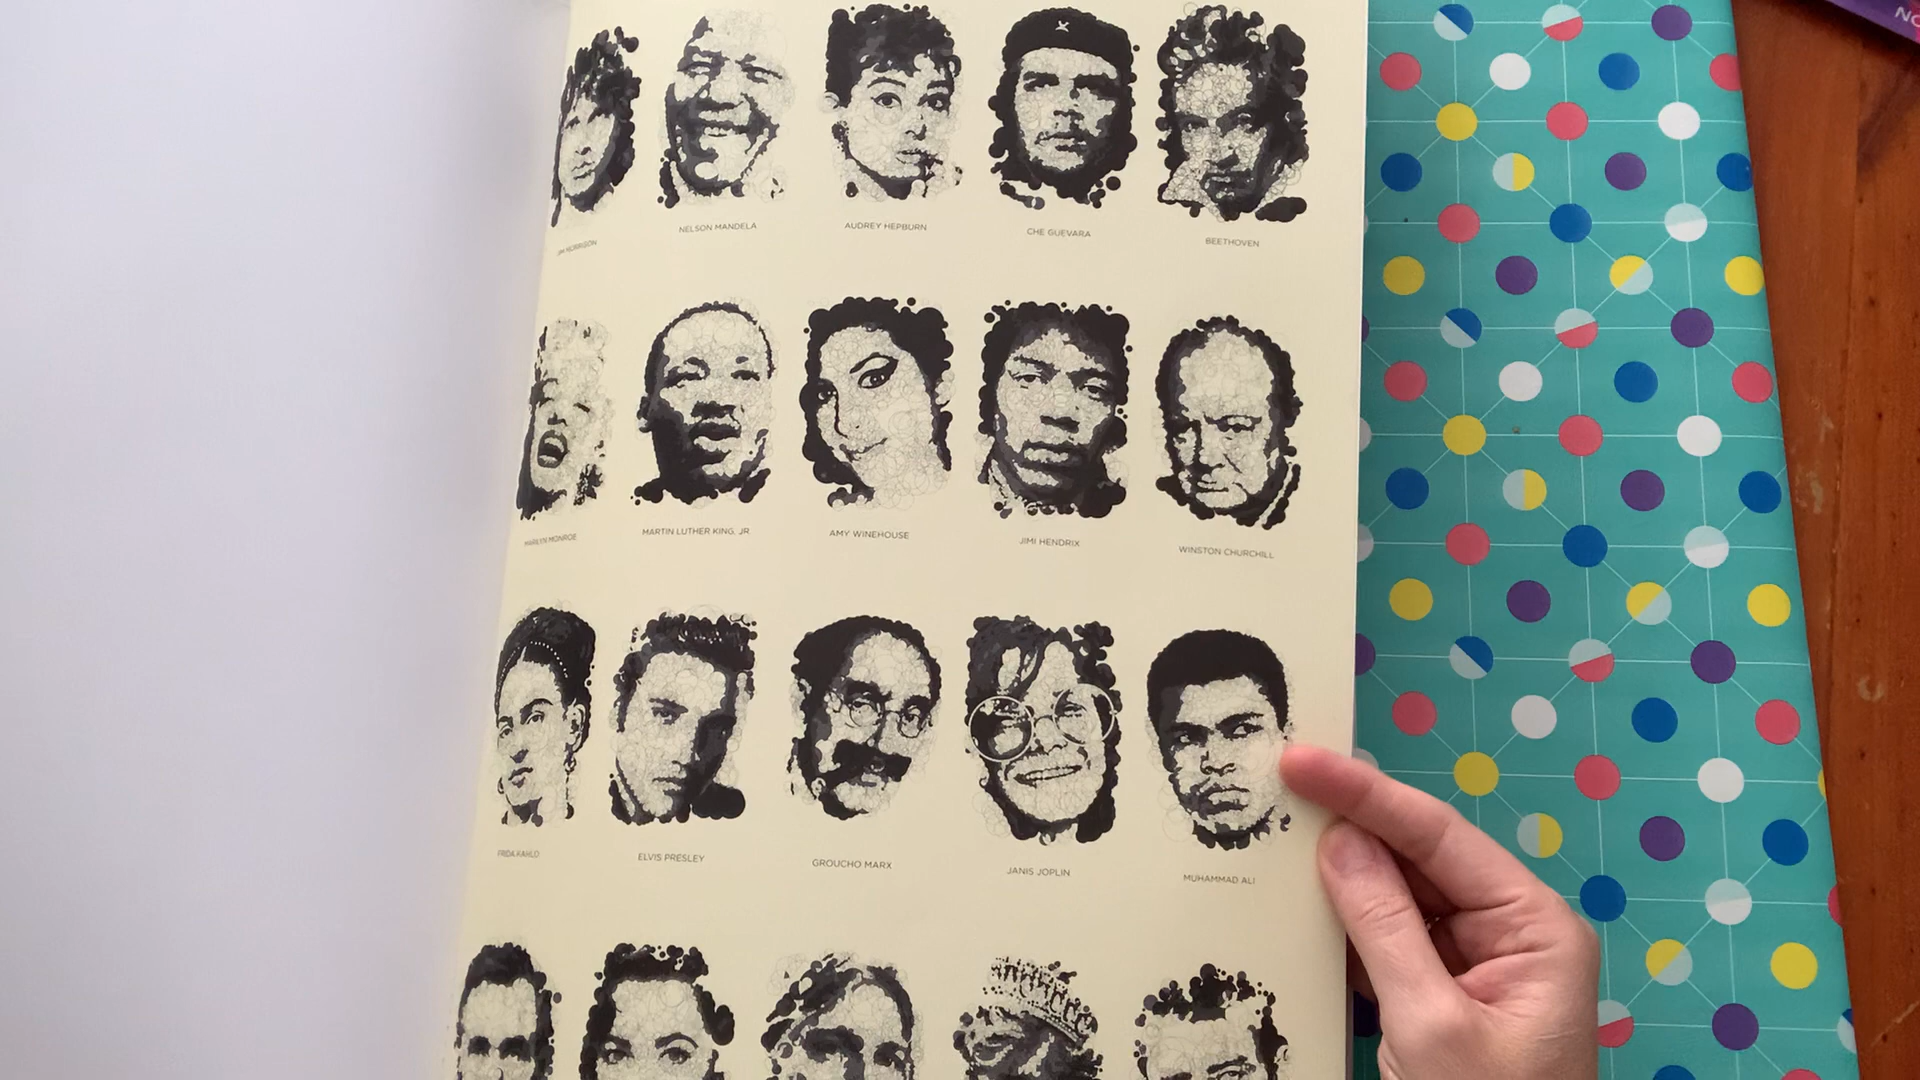 JIM MORRISON
NELSON MANDELA
AUDREY HEPBURN
CHE GUEVARA
BEETHOVEN
MARILYN MONROE
MARTIN LUTHER KING, JR
AMY WINEHOUSE
JIMI HENDRIX
WINSTON CHURCHILL
FRIDA KAHLO
ELVIS PRESLEY
GROUCHO MARX
JANIS JOPLIN
MUHAMMAD ALI
NO